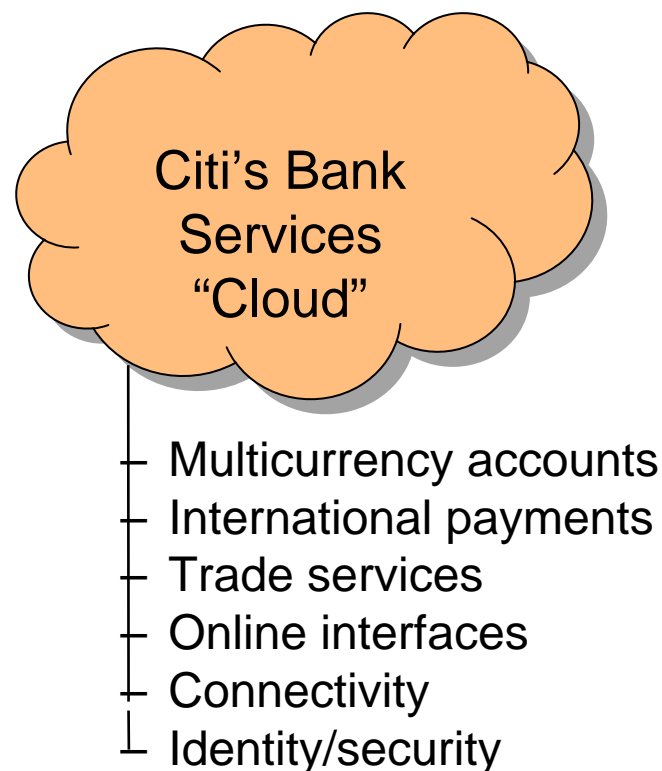 Citi’s Bank
Services
“Cloud”
Multicurrency accounts
International payments
Trade services
Online interfaces
Connectivity
Identity/security